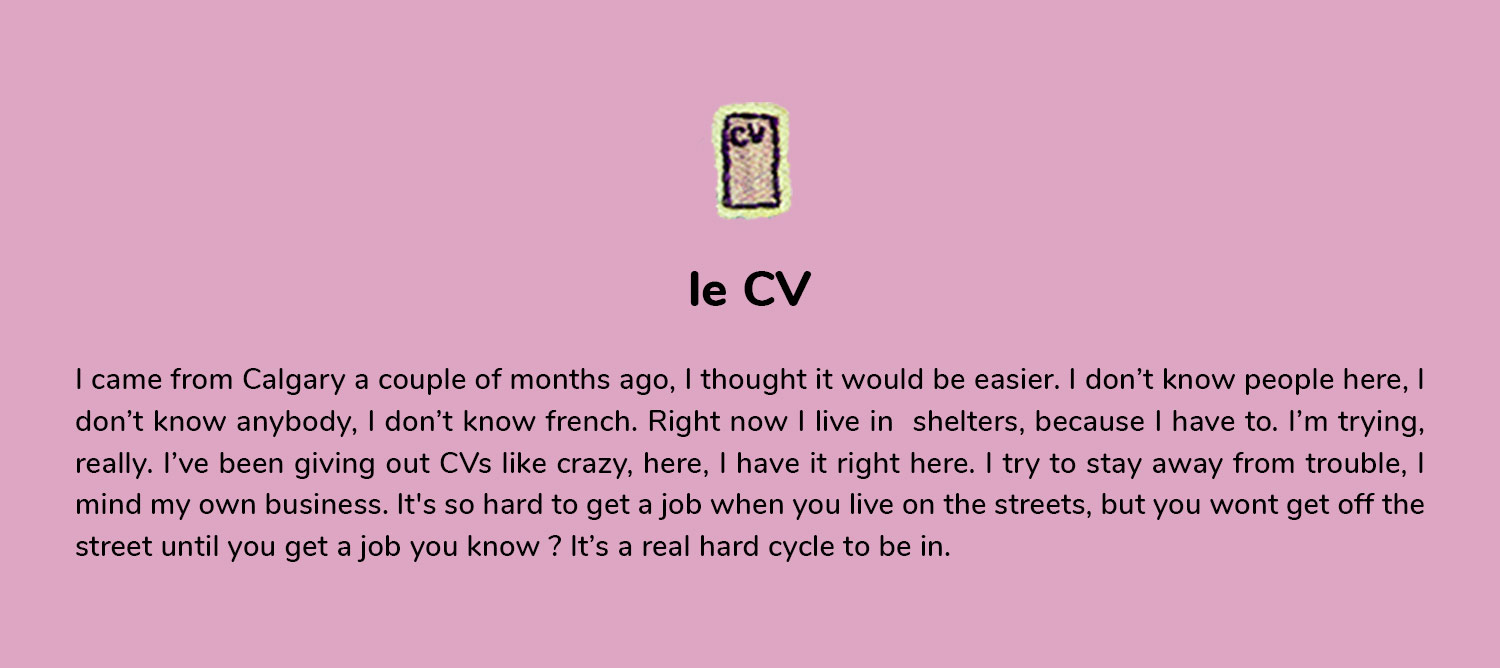 CV
le CV
I came from Calgary a couple of months ago, I thought it would be easier. I don’t know people here, I
don’t know anybody, I don’t know french. Right now I live in  shelters, because I have to. I’m trying,
really. I’ve been giving out CVs like crazy, here, I have it right here. I try to stay away from trouble, I
mind my own business. It's so hard to get a job when you live on the streets, but you wont get off the
street until you get a job you know ? It’s a real hard cycle to be in.